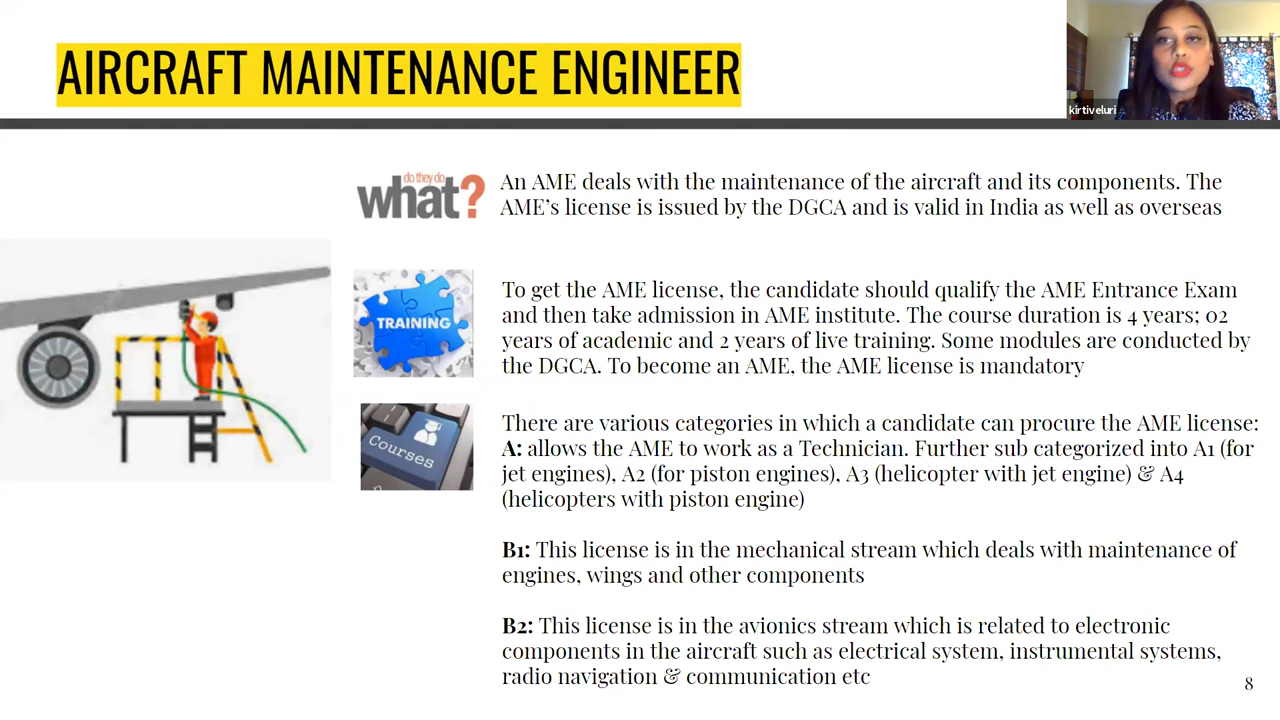 AIRCRAFT MAINTENANCE ENGINEER
kirtiveluri
do they do
what?
An AME deals with the maintenance of the aircraft and its components. The
AME's license is issued by the DGCA and is valid in India as well as overseas
TRAINING
To get the AME license, the candidate should qualify the AME Entrance Exam
and then take admission in AME institute. The course duration is 4 years; 02
years of academic and 2 years of live training. Some modules are conducted by
the DGCA. To become an AME, the AME license is mandatory
Courses
There are various categories in which a candidate can procure the AME license:
A: allows the AME to work as a Technician. Further sub categorized into A1 (for
jet engines), A2 (for piston engines), A3 (helicopter with jet engine) & A4
(helicopters with piston engine)
B1: This license is in the mechanical stream which deals with maintenance of
engines, wings and other components
B2: This license is in the avionics stream which is related to electronic
components in the aircraft such as electrical system, instrumental systems,
radio navigation & communication etc
8